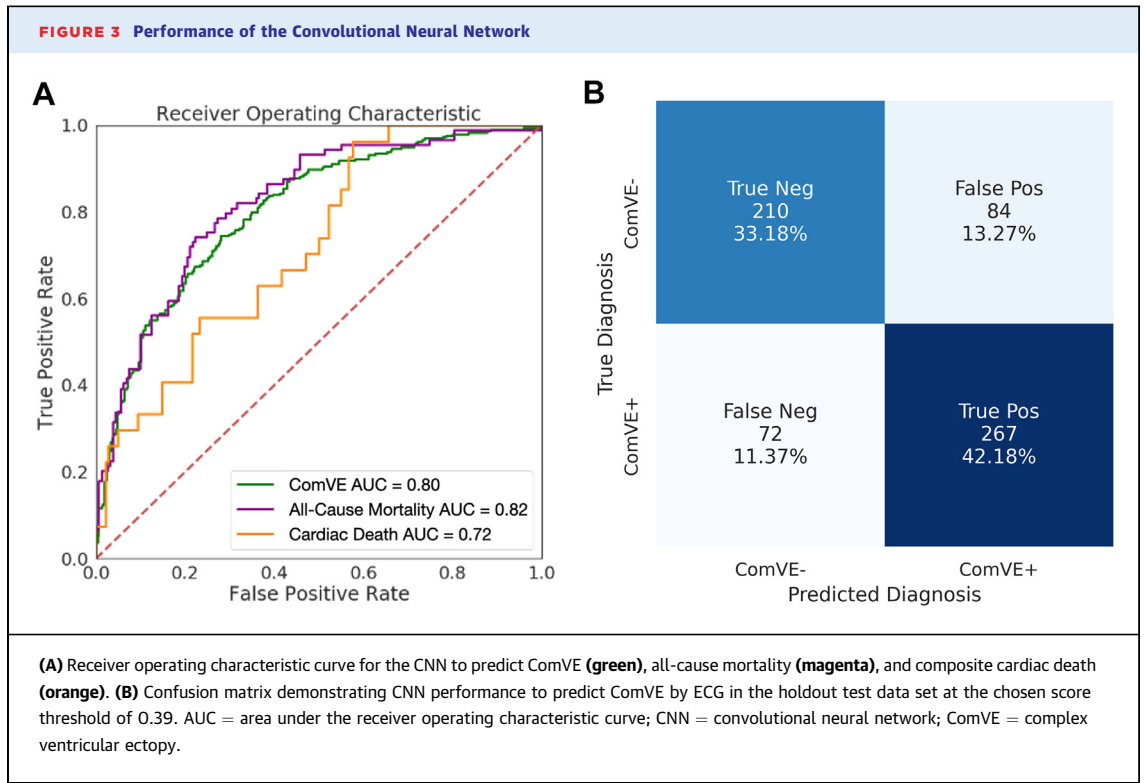 FIGURE 3 Performance of the Convolutional Neural Network
A
Receiver Operating Characteristic
True Positive Rate
1.0
0.8
0.6
0.4
0.2
0.0
0.0 0.2 0.4 0.6 0.8 1.0
False Positive Rate
ComVE AUC = 0.80
All-Cause Mortality AUC = 0.82
Cardiac Death AUC = 0.72
B
True Diagnosis
ComVE-
ComVE+
True Neg
210
33.18%
False Pos
84
13.27%
False Neg
72
11.37%
True Pos
267
42.18%
ComVE- ComVE+
Predicted Diagnosis
(A) Receiver operating characteristic curve for the CNN to predict ComVE (green), all-cause mortality (magenta), and composite cardiac death
(orange). (B) Confusion matrix demonstrating CNN performance to predict ComVE by ECG in the holdout test data set at the chosen score
threshold of 0.39. AUC = area under the receiver operating characteristic curve; CNN = convolutional neural network; ComVE = complex
ventricular ectopy.